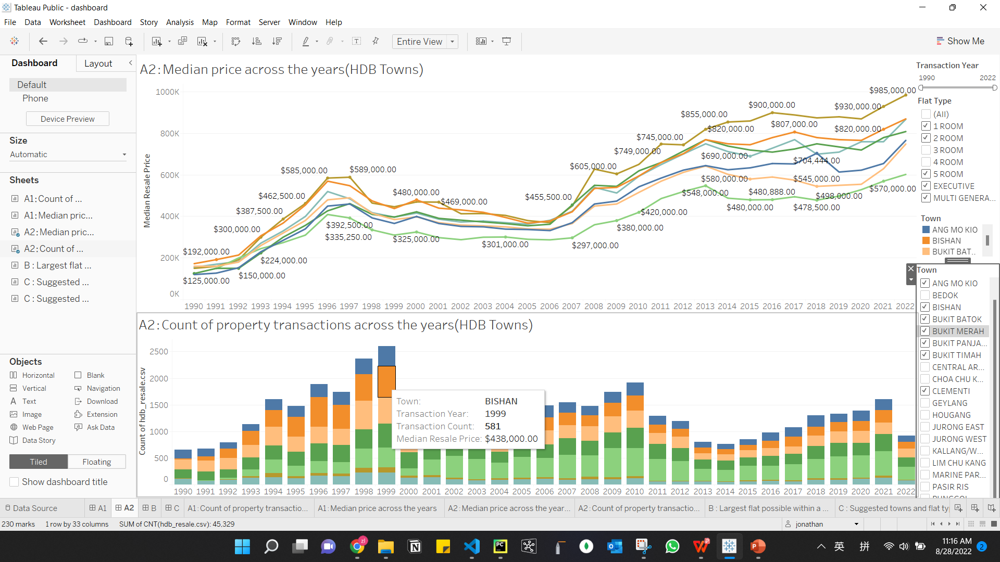 Tableau Public - dashboard
File Data Worksheet Dashboard Story Analysis Map Format Server Window Help
Entire View
Show Me
Dashboard
Layout
Default
Phone
Device Preview
Size
Automatic
Sheets
A1:Count of ...
A1:Median pric...
A2:Median pric...
A2:Count of ...
B : Largest flat ...
C : Suggested ...
C : Suggested ...
Objects
Horizontal Blank
Vertical Navigation
Text Download
Image Extension
Web Page Ask Data
Data Story
Tiled Floating
Show dashboard title
A2:Median price across the years(HDB Towns)
Median Resale Price
1000K
800K
600K
400K
200K
0K
$985,000.00
$900,000.00
$930,000.00
$855,000.00
$820,000.00
$807,000.00
$820,000.00
$745,000.00
$749,000.00
$690,000.00
$704,444.00
$605,000.00
$585,000.00
$589,000.00
$580,000.00
$545,000.00
$480,000.00
$462,500.00
$469,000.00
$455,500.00
$548,000.00
$480,888.00
$498,000.00
$570,000.00
$387,500.00
$420,000.00
$480,000.00
$478,500.00
$300,000.00
$392,500.00
$335,250.00
$325,000.00
$380,000.00
$301,000.00
$297,000.00
$192,000.00
$224,000.00
$150,000.00
$125,000.00
1990 1991 1992 1993 1994 1995 1996 1997 1998 1999 2000 2001 2002 2003 2004 2005 2006 2007 2008 2009 2010 2011 2012 2013 2014 2015 2016 2017 2018 2019 2020 2021 2022
A2:Count of property transactions across the years(HDB Towns)
Count of hdb_resale.csv
2500
2000
1500
1000
500
0
Town: BISHAN
Transaction Year: 1999
Transaction Count: 581
Median Resale Price: $438,000.00
1990 1991 1992 1993 1994 1995 1996 1997 1998 1999 2000 2001 2002 2003 2004 2005 2006 2007 2008 2009 2010 2011 2012 2013 2014 2015 2016 2017 2018 2019 2020 2021 2022
Transaction Year
1990 2022
Flat Type
(All)
1 ROOM
2 ROOM
3 ROOM
4 ROOM
5 ROOM
EXECUTIVE
MULTI GENERA...
Town
ANG MO KIO
BISHAN
BUKIT BAT..
Town
ANG MO KIO
BEDOK
BISHAN
BUKIT BATOK
BUKIT MERAH
BUKIT PANJA...
BUKIT TIMAH
CENTRAL AR...
CHOA CHU K...
CLEMENTI
GEYLANG
HOUGANG
JURONG EAST
JURONG WEST
KALLANG/W...
LIM CHU KANG
MARINE PAR...
PASIR RIS
Data Source A1 A2 B C A1:Count of property transactio... A1:Median price across the years A2:Median price across the year... A2:Count of property transactio... B : Largest flat possible within a ... C : Suggested towns and flat ty
230 marks 1 row by 33 columns SUM of CNT(hdb_resale.csv): 45,329
jonathan
zl
PC
英
拼
11:16 AM
8/28/2022
2